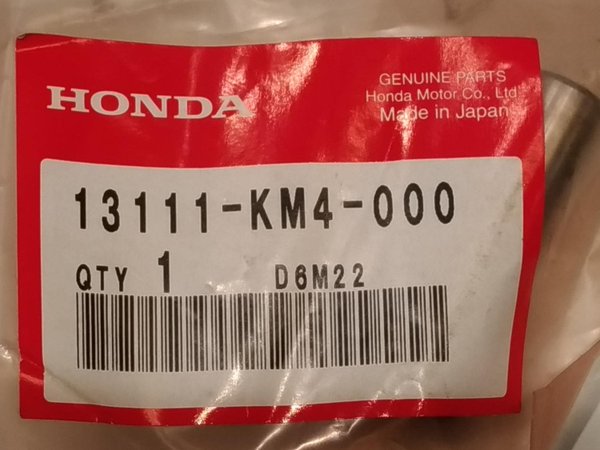 HONDA
GENUINE PARTS
Honda Motor Co., Ltd.
Made in Japan
13111-KM4-000
QTY 1 D6M22